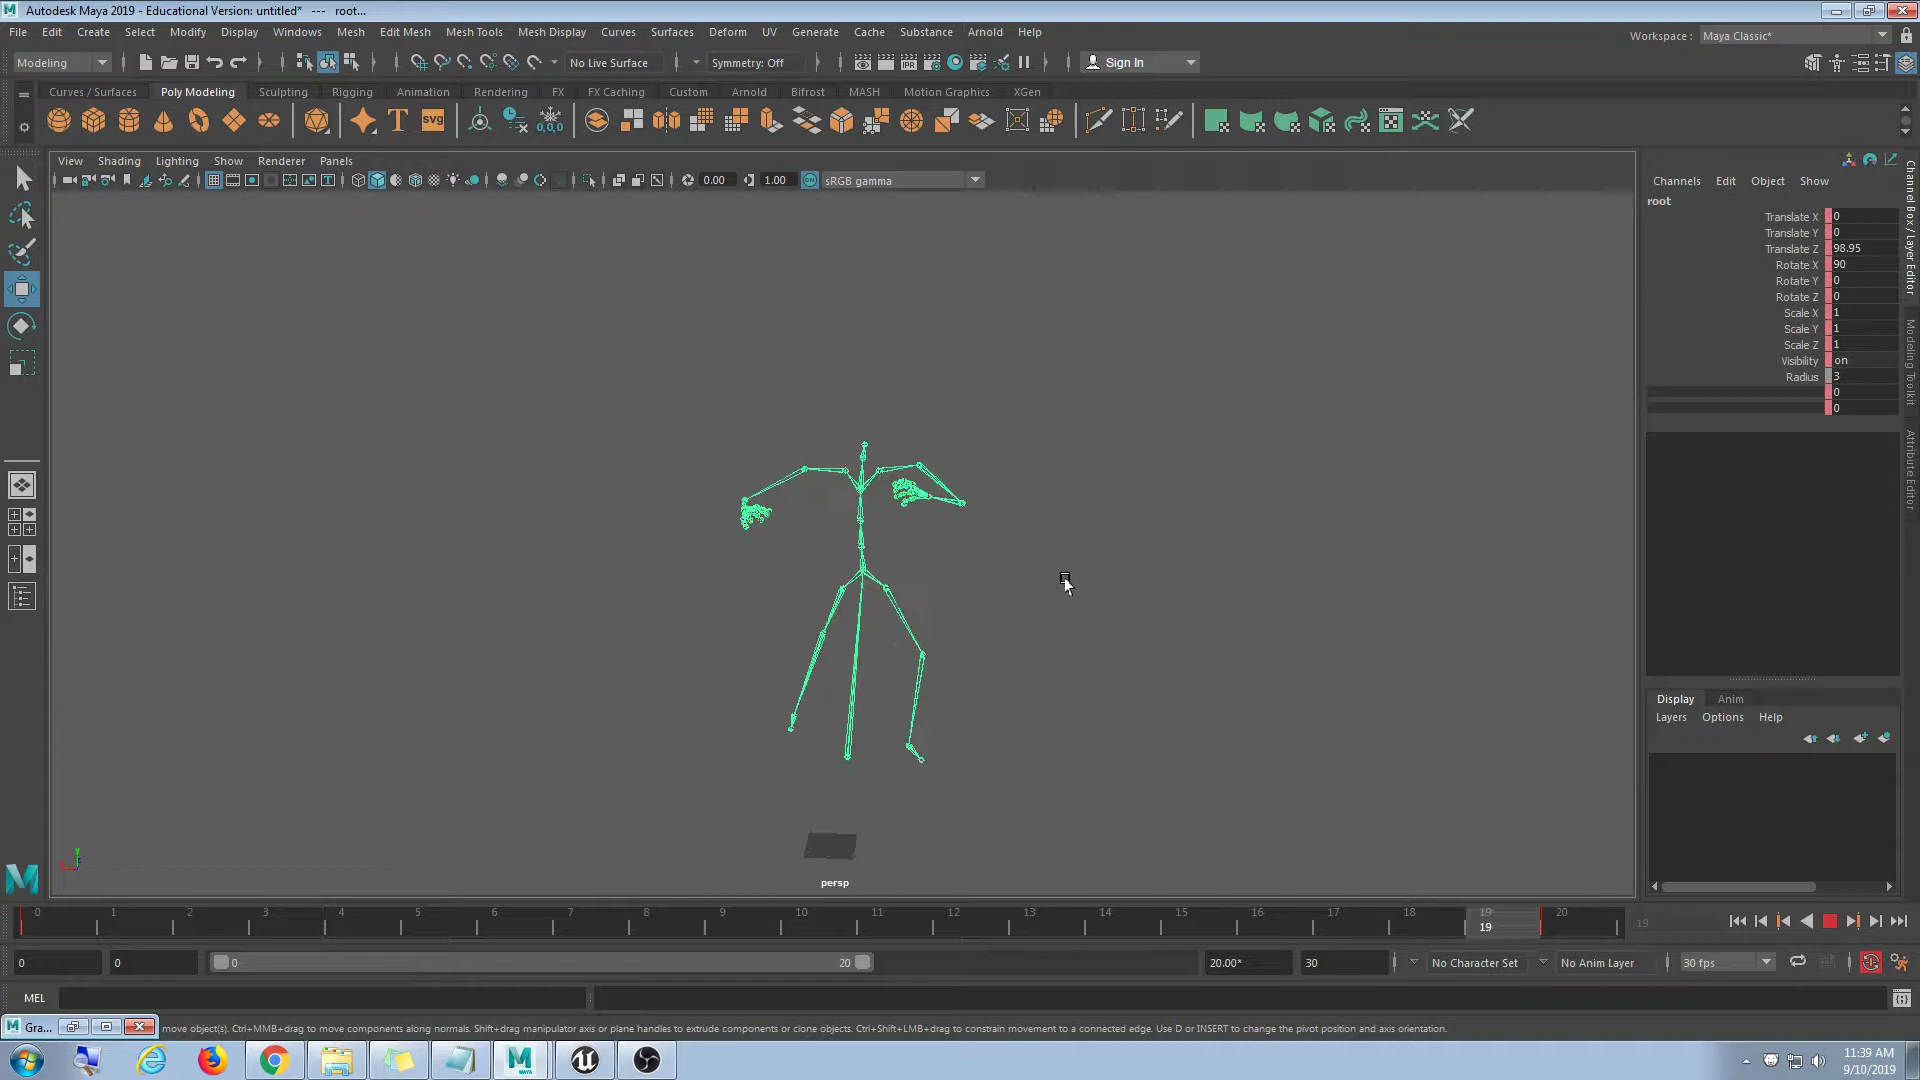 Autodesk Maya 2019 - Educational Version: untitled*   ---   root...
File Edit Create Select Modify Display Windows Mesh Edit Mesh Mesh Tools Mesh Display Curves Surfaces Deform UV Generate Cache Substance Arnold Help
Workspace : Maya Classic*
Modeling No Live Surface Symmetry: Off Sign In
Curves / Surfaces Poly Modeling Sculpting Rigging Animation Rendering FX FX Caching Custom Arnold Bifrost MASH Motion Graphics XGen
T svg 0,0,0
IPR
View Shading Lighting Show Renderer Panels
0.00 1.00 sRGB gamma
Channels Edit Object Show
root
Translate X 0
Translate Y 0
Translate Z 98.95
Rotate X 90
Rotate Y 0
Rotate Z 0
Scale X 1
Scale Y 1
Scale Z 1
Visibility on
Radius 3
0
0
Channel Box / Layer Editor
Modeling Toolkit
Attribute Editor
Display Anim
Layers Options Help
y
persp
0 1 2 3 4 5 6 7 8 9 10 11 12 13 14 15 16 17 18 19 20
19
19
0 0 0 20 20.00* 30 No Character Set No Anim Layer 30 fps
MEL
Gra... move object(s). Ctrl+MMB+drag to move components along normals. Shift+drag manipulator axis or plane handles to extrude components or clone objects. Ctrl+Shift+LMB+drag to constrain movement to a connected edge. Use D or INSERT to change the pivot position and axis orientation.
11:39 AM
9/10/2019